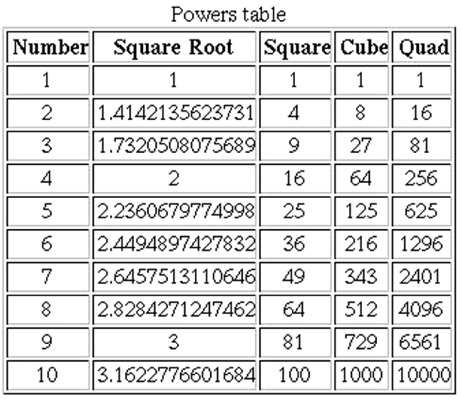 Powers table
Number Square Root Square Cube Quad
1 1 1 1 1
2 1.4142135623731 4 8 16
3 1.7320508075689 9 27 81
4 2 16 64 256
5 2.2360679774998 25 125 625
6 2.4494897427832 36 216 1296
7 2.6457513110646 49 343 2401
8 2.8284271247462 64 512 4096
9 3 81 729 6561
10 3.1622776601684 100 1000 10000